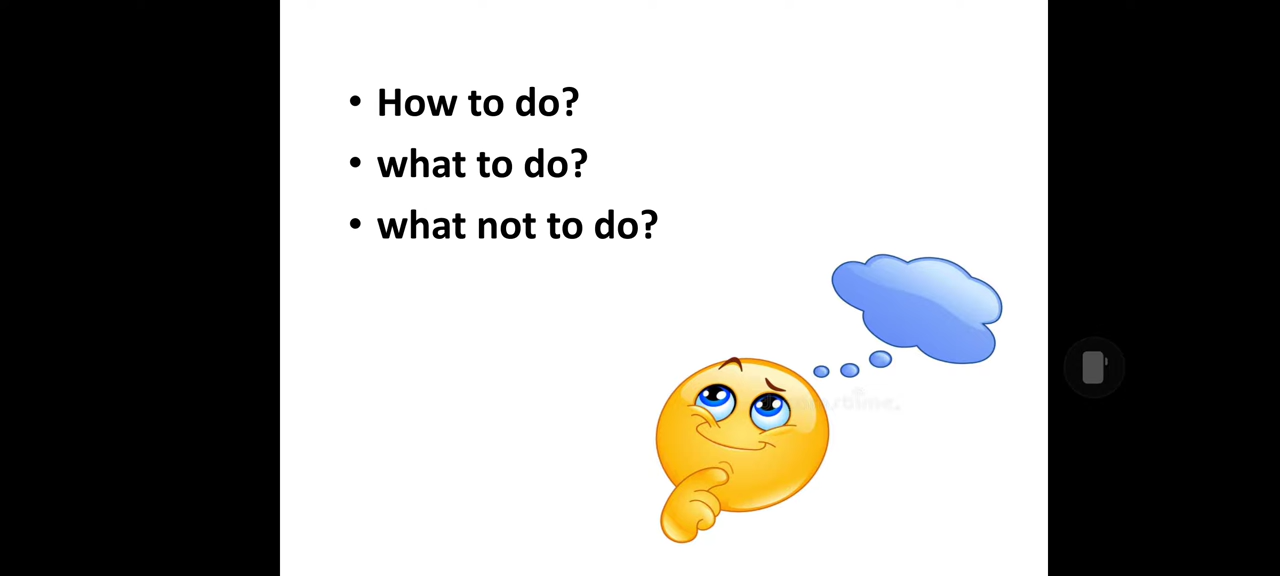 • How to do?
• what to do?
• what not to do?